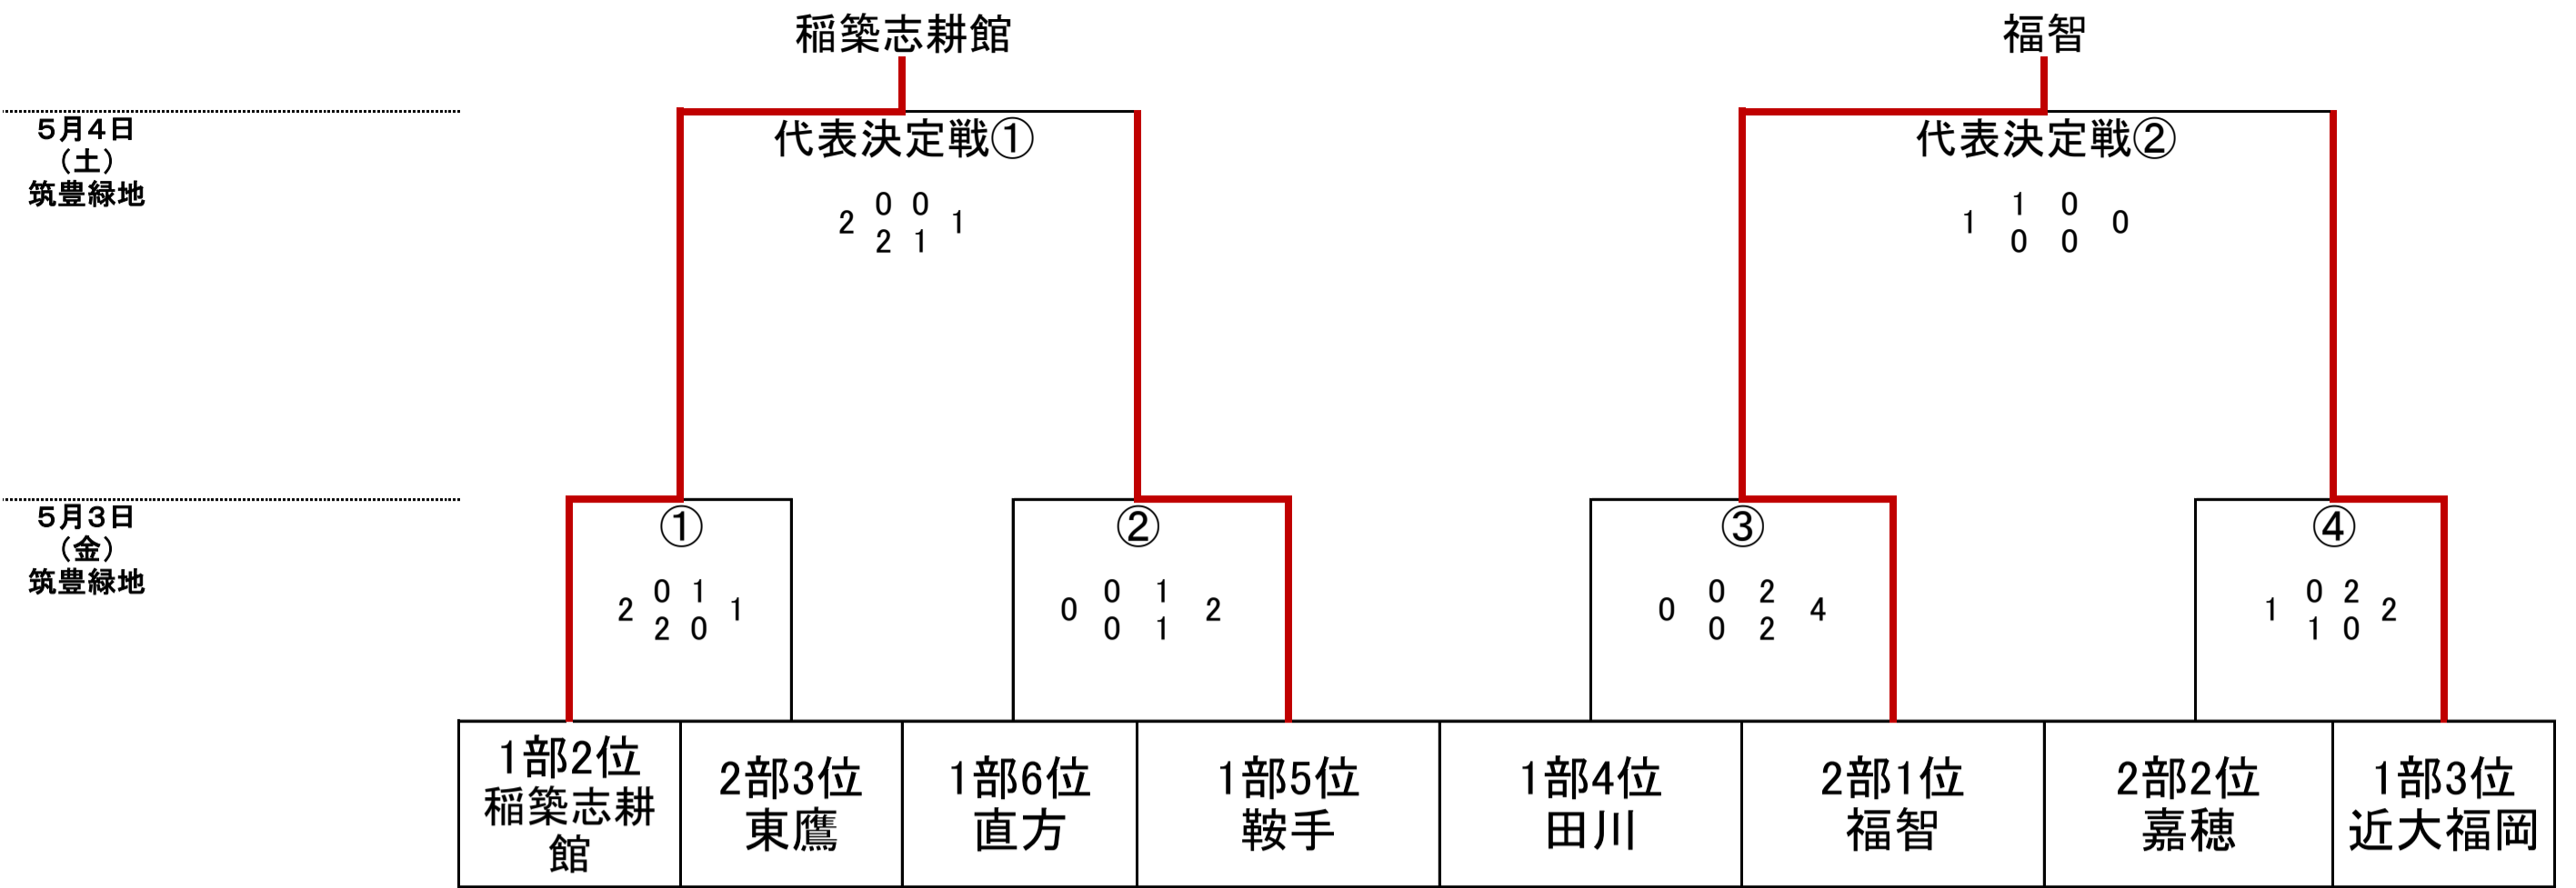 稲築志耕館 福智
5月4日
（土）
筑豊緑地
代表決定戦① 代表決定戦②
0 0 1 0
2 1 1 0
2 1 0 0
5月3日
（金）
筑豊緑地
① ② ③ ④
0 1 0 1 0 2 0 2
2 1 0 2 0 4 1 2
2 0 0 1 0 2 1 0
1部2位
稲築志耕
館
2部3位
東鷹
1部6位
直方
1部5位
鞍手
1部4位
田川
2部1位
福智
2部2位
嘉穂
1部3位
近大福岡